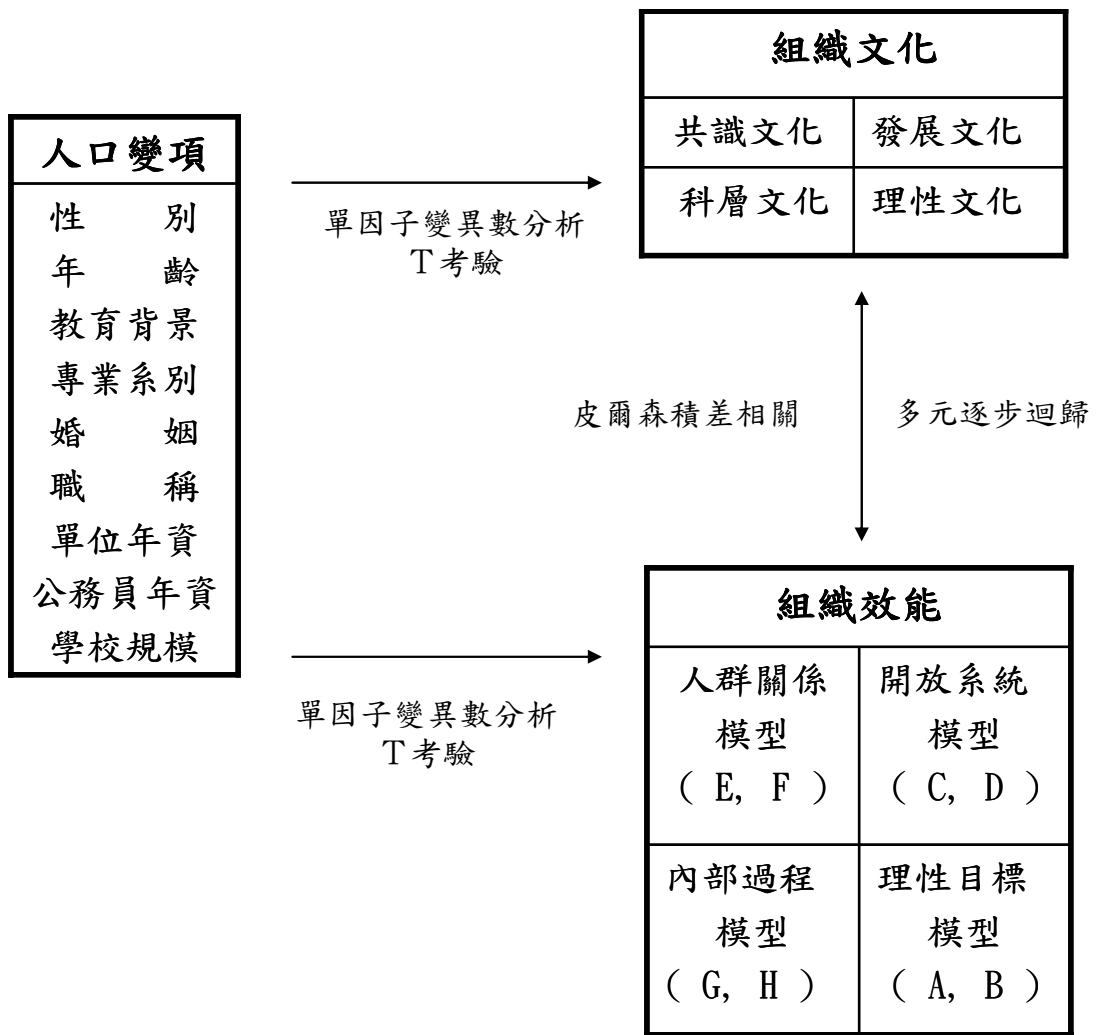 人口變項
性 別
年 齡
教育背景
專業系別
婚 姻
職 稱
單位年資
公務員年資
學校規模
單因子變異數分析
T考驗
組織文化
共識文化 發展文化
科層文化 理性文化
皮爾森積差相關 多元逐步迴歸
單因子變異數分析
T考驗
組織效能
人群關係 開放系統
模型 模型
( E, F ) ( C, D )
內部過程 理性目標
模型 模型
( G, H ) ( A, B )